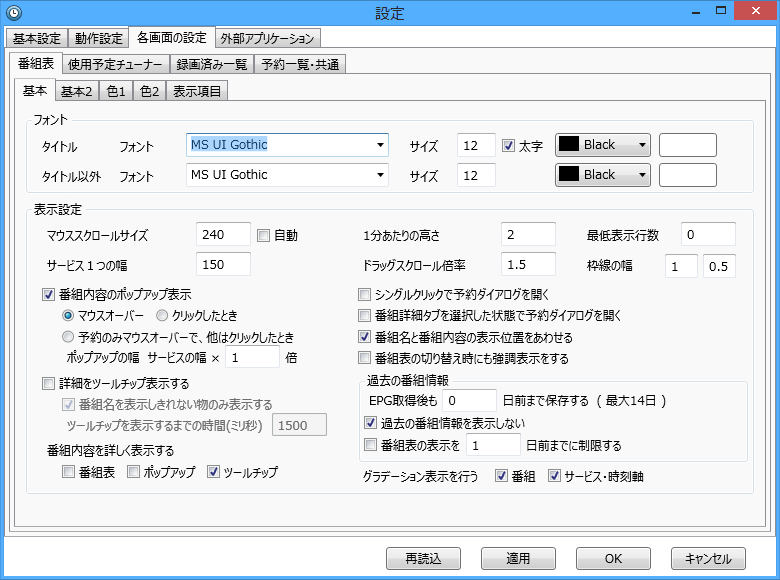 設定
基本設定 動作設定 各画面の設定 外部アプリケーション
番組表 使用予定チューナー 録画済み一覧 予約一覧・共通
基本 基本2 色1 色2 表示項目
フォント
タイトル フォント MS UI Gothic サイズ 12 太字 Black
タイトル以外 フォント MS UI Gothic サイズ 12 Black
表示設定
マウススクロールサイズ 240 自動 1分あたりの高さ 2 最低表示行数 0
サービス1つの幅 150 ドラッグスクロール倍率 1.5 枠線の幅 1 0.5
番組内容のポップアップ表示 シングルクリックで予約ダイアログを開く
マウスオーバー クリックしたとき 番組詳細タブを選択した状態で予約ダイアログを開く
予約のみマウスオーバーで、他はクリックしたとき 番組名と番組内容の表示位置をあわせる
ポップアップの幅 サービスの幅 × 1 倍 番組表の切り替え時にも強調表示をする
詳細をツールチップ表示する 過去の番組情報
番組名を表示しきれない物のみ表示する EPG取得後も 0 日前まで保存する ( 最大14日 )
ツールチップを表示するまでの時間(ミリ秒) 1500 過去の番組情報を表示しない
番組内容を詳しく表示する 番組表の表示を 1 日前までに制限する
番組表 ポップアップ ツールチップ グラデーション表示を行う 番組 サービス・時刻軸
再読込 適用 OK キャンセル